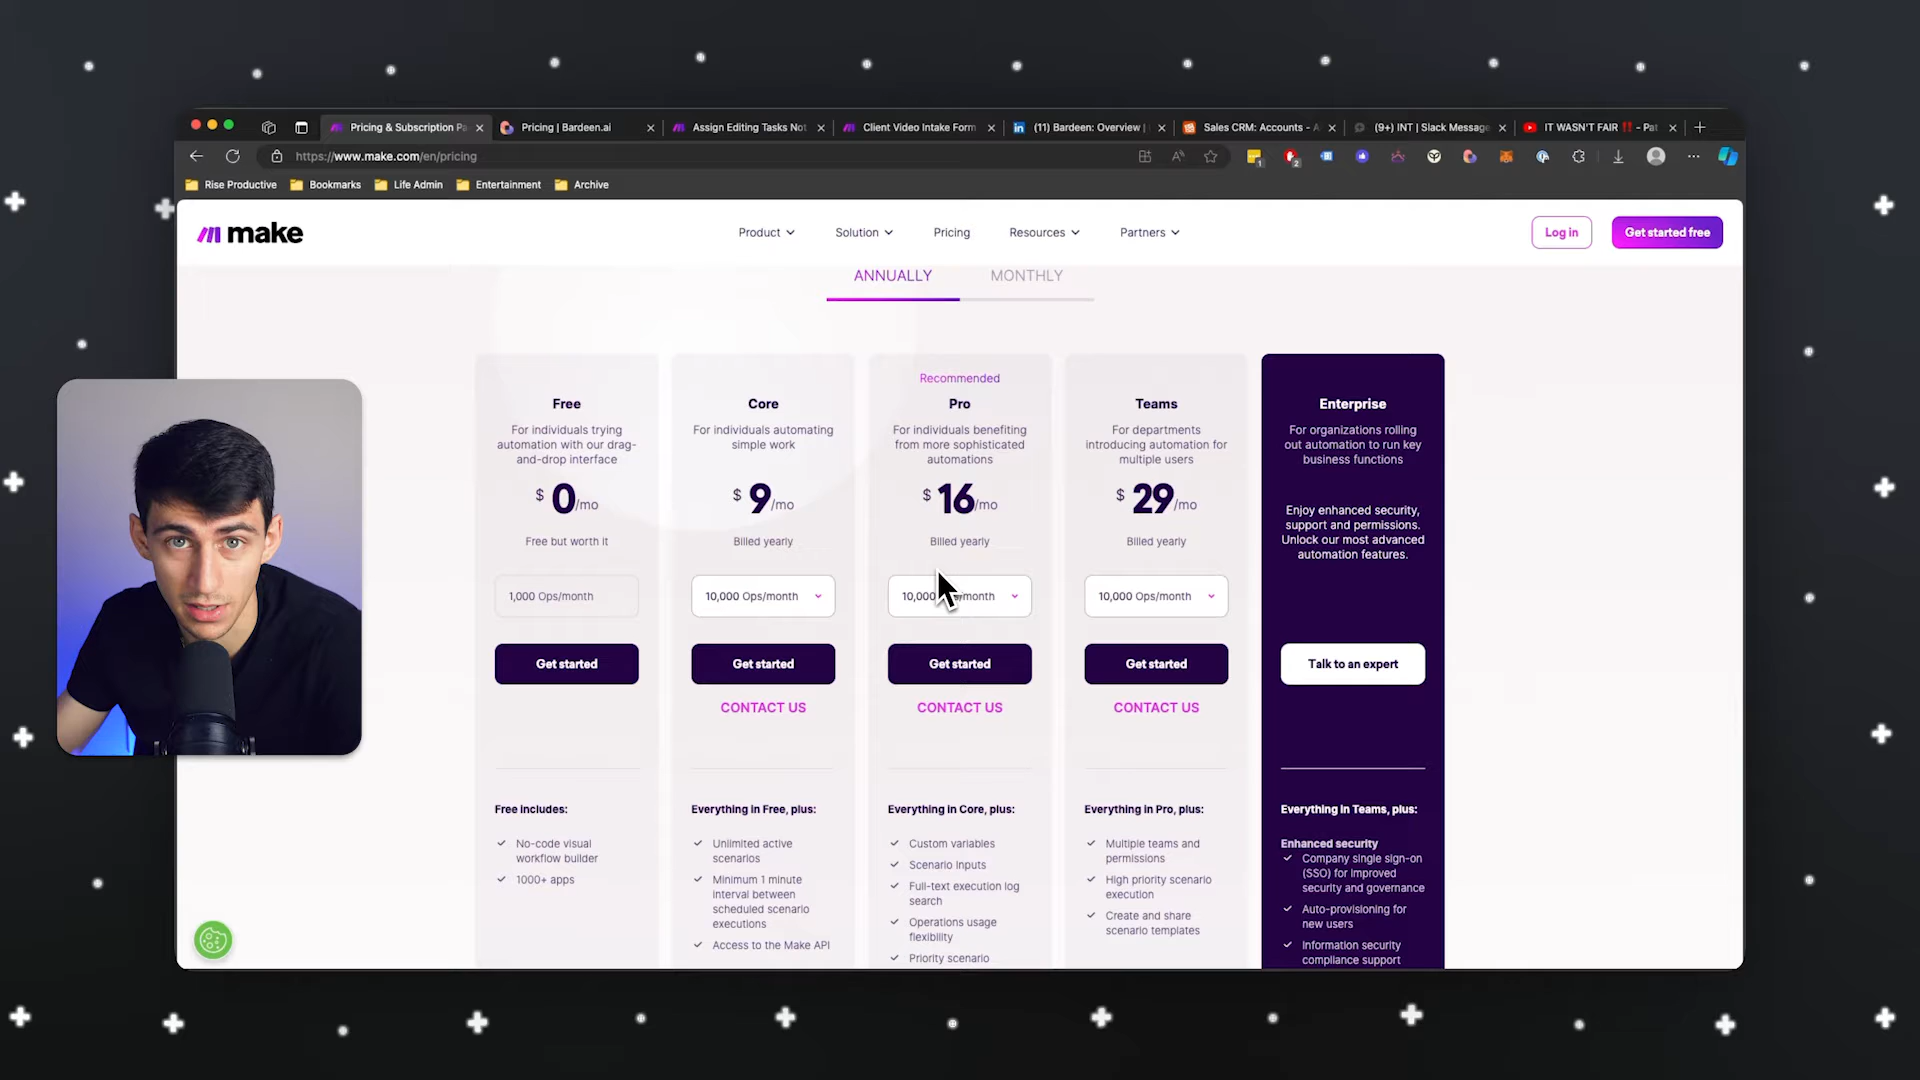 Pricing & Subscription Pa
Pricing | Bardeen.ai
Assign Editing Tasks Not
Client Video Intake Form
(11) Bardeen: Overview |
Sales CRM: Accounts - A
(9+) INT | Slack Message
IT WASN'T FAIR ‼️ - Pat
https://www.make.com/en/pricing
Rise Productive
Bookmarks
Life Admin
Entertainment
Archive
make
Product
Solution
Pricing
Resources
Partners
Log in
Get started free
ANNUALLY
MONTHLY
Free
For individuals trying
automation with our drag-
and-drop interface
$ 0/mo
Free but worth it
1,000 Ops/month
Get started
Free includes:
No-code visual
workflow builder
1000+ apps
Core
For individuals automating
simple work
$ 9/mo
Billed yearly
10,000 Ops/month
Get started
CONTACT US
Everything in Free, plus:
Unlimited active
scenarios
Minimum 1 minute
interval between
scheduled scenario
executions
Access to the Make API
Recommended
Pro
For individuals benefiting
from more sophisticated
automations
$ 16/mo
Billed yearly
10,000 /month
Get started
CONTACT US
Everything in Core, plus:
Custom variables
Scenario inputs
Full-text execution log
search
Operations usage
flexibility
Priority scenario
Teams
For departments
introducing automation for
multiple users
$ 29/mo
Billed yearly
10,000 Ops/month
Get started
CONTACT US
Everything in Pro, plus:
Multiple teams and
permissions
High priority scenario
execution
Create and share
scenario templates
Enterprise
For organizations rolling
out automation to run key
business functions
Enjoy enhanced security,
support and permissions.
Unlock our most advanced
automation features.
Talk to an expert
Everything in Teams, plus:
Enhanced security
Company single sign-on
(SSO) for improved
security and governance
Auto-provisioning for
new users
Information security
compliance support